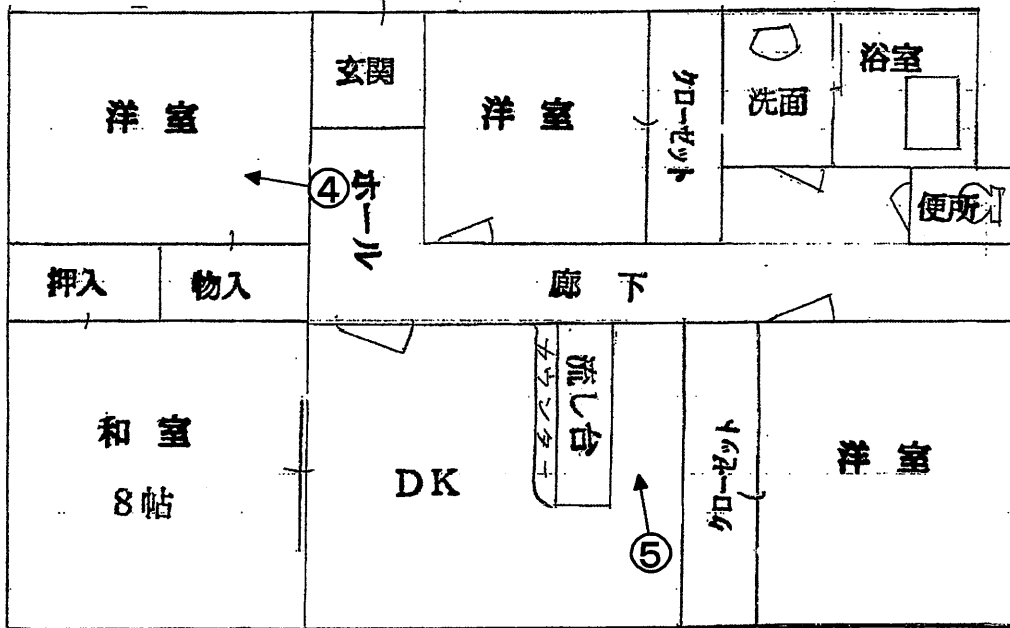 洋室
玄関
洋室
クローゼット
洗面
浴室
④
ホール
便所
押入
物入
廊下
和室
8帖
DK
カウンター
流し台
⑤
クローゼット
洋室